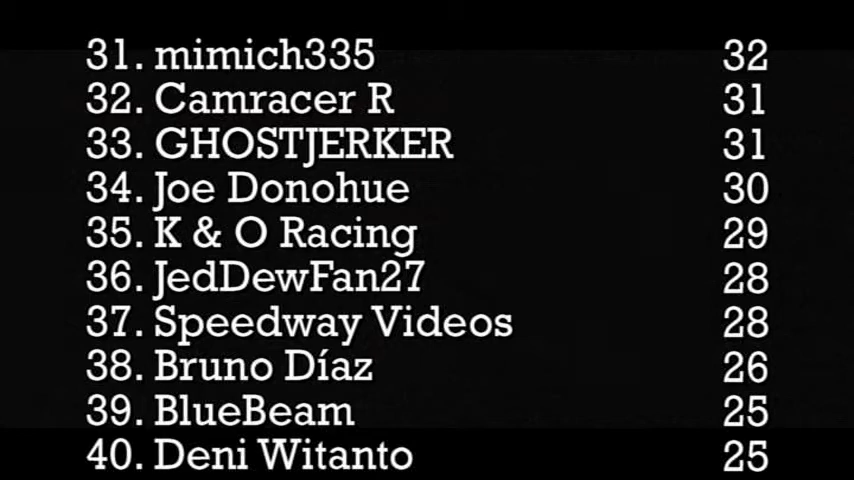 31. mimich335 32
32. Camracer R 31
33. GHOSTJERKER 31
34. Joe Donohue 30
35. K & O Racing 29
36. JedDewFan27 28
37. Speedway Videos 28
38. Bruno Díaz 26
39. BlueBeam 25
40. Deni Witanto 25